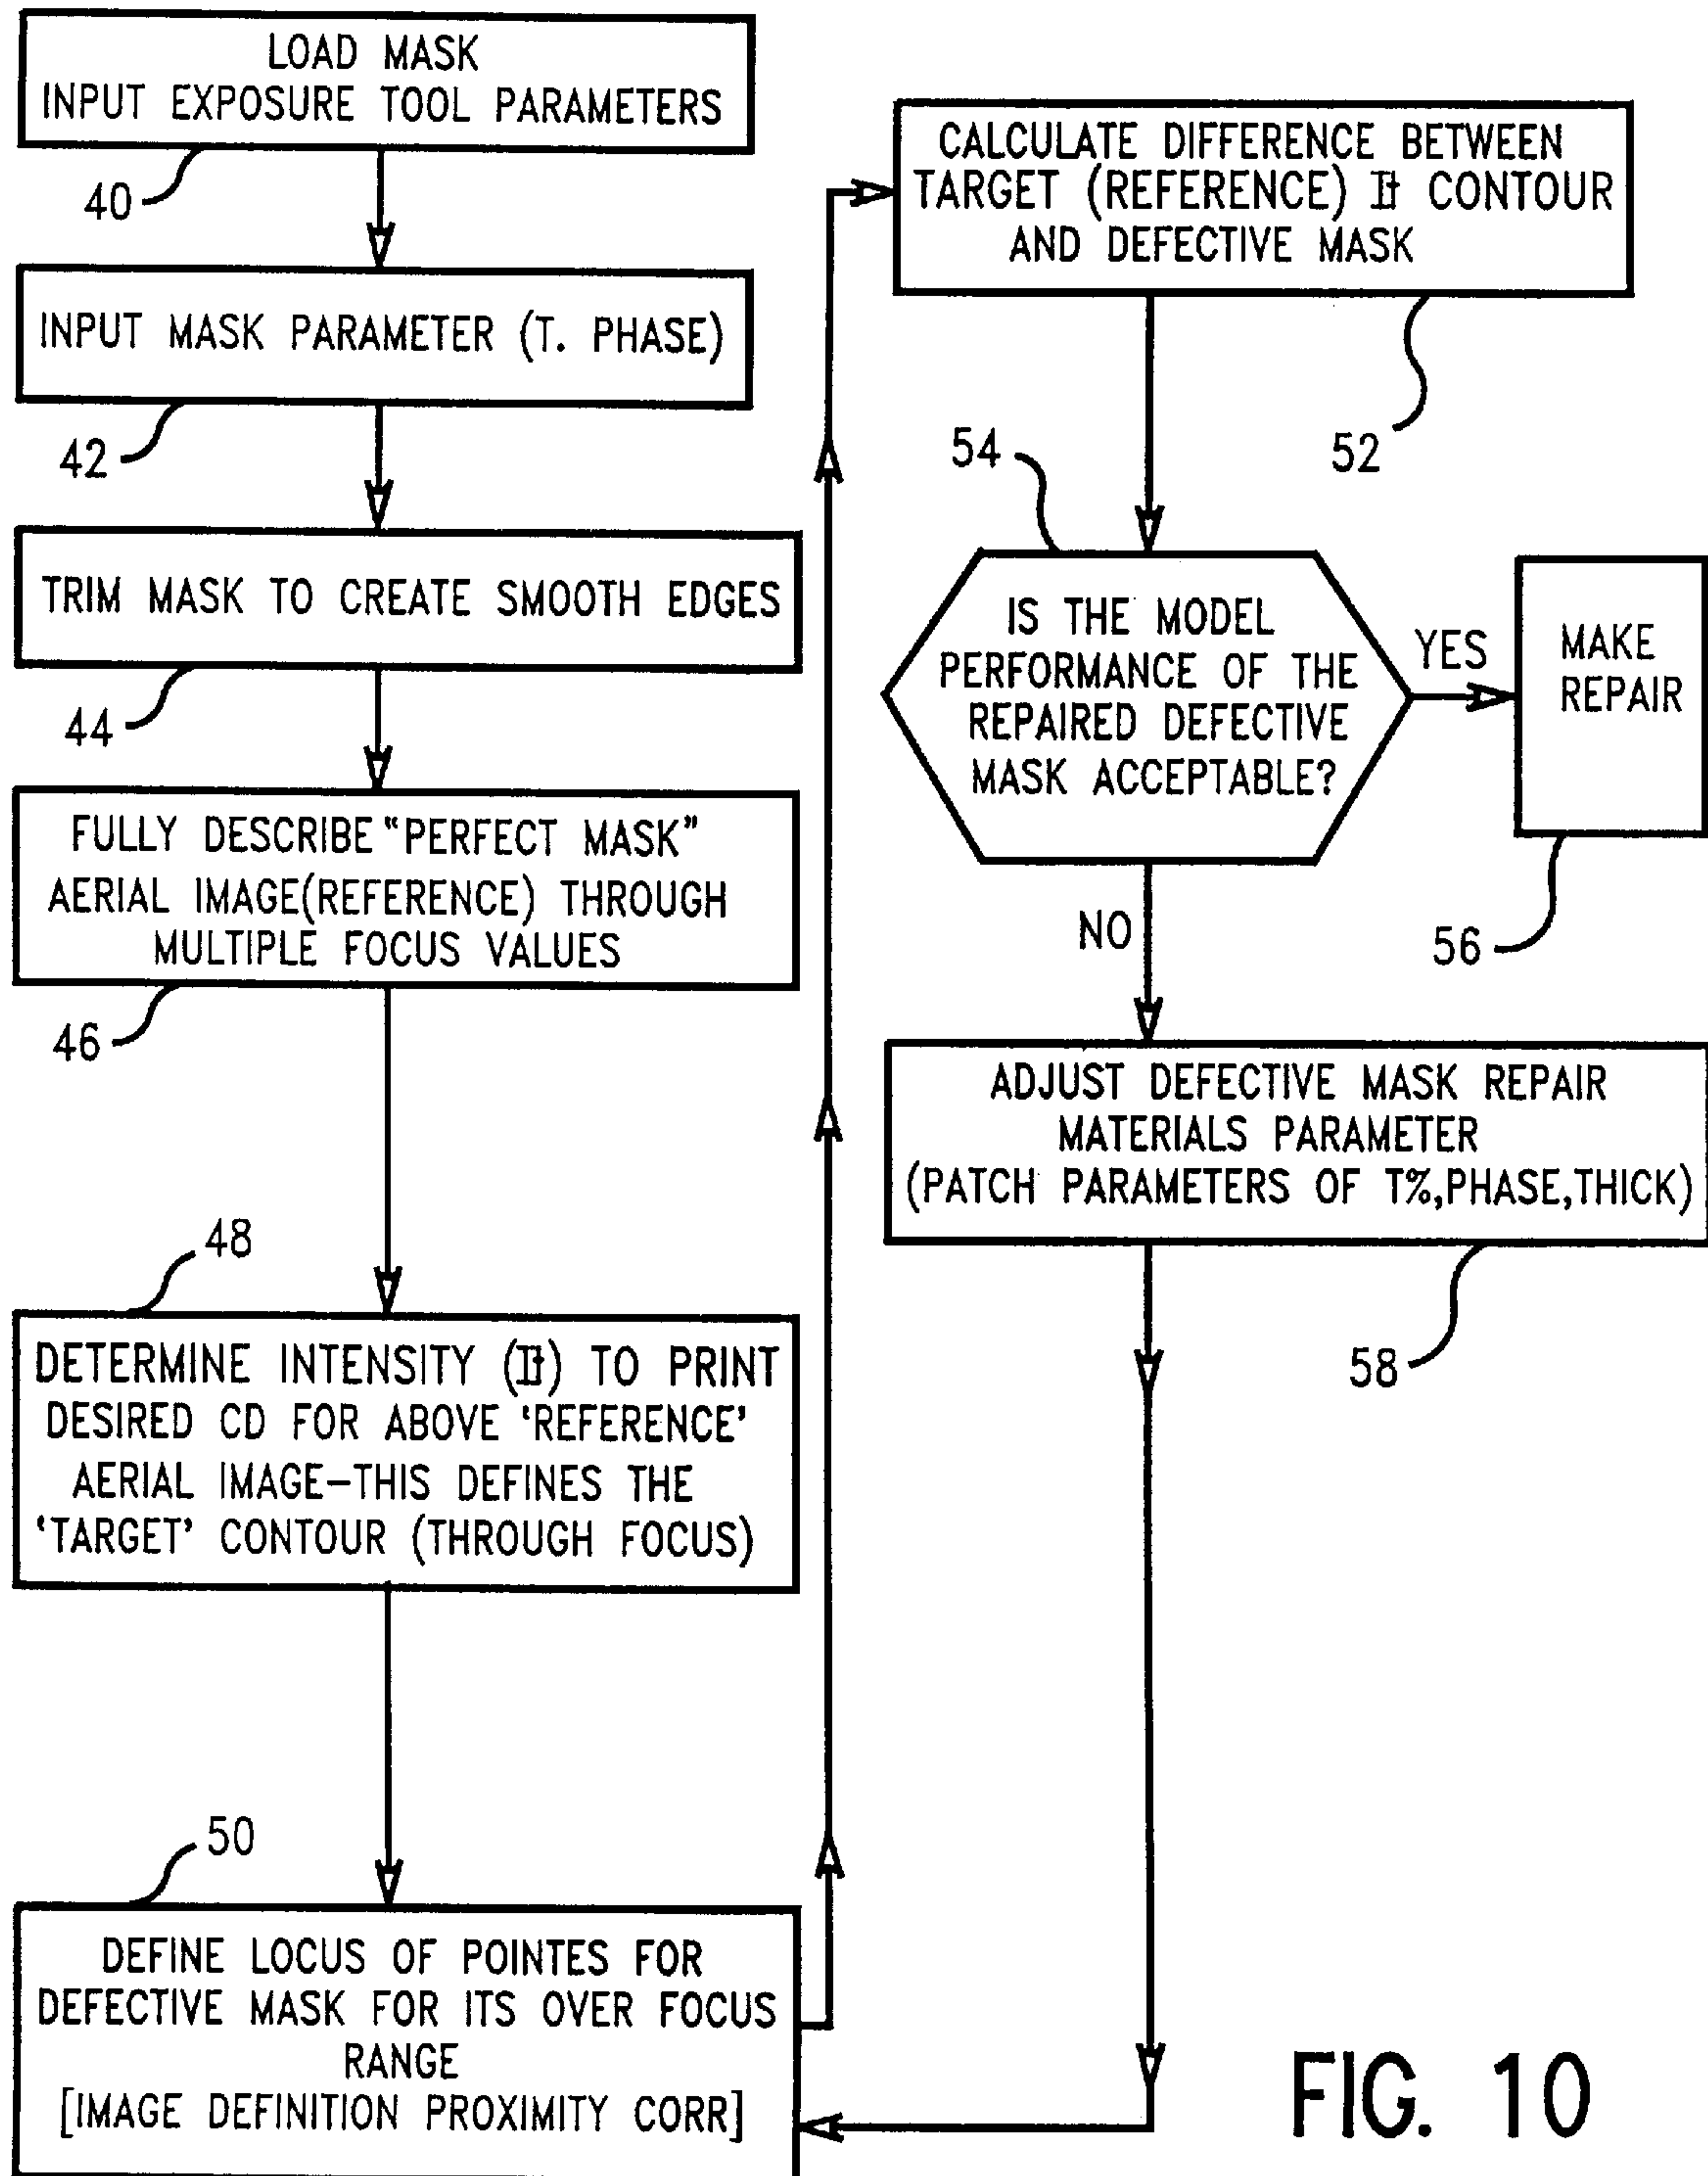 LOAD MASK
INPUT EXPOSURE TOOL PARAMETERS
40
INPUT MASK PARAMETER (T. PHASE)
42
TRIM MASK TO CREATE SMOOTH EDGES
44
FULLY DESCRIBE "PERFECT MASK"
AERIAL IMAGE(REFERENCE) THROUGH
MULTIPLE FOCUS VALUES
46
48
DETERMINE INTENSITY (It) TO PRINT
DESIRED CD FOR ABOVE 'REFERENCE'
AERIAL IMAGE-THIS DEFINES THE
'TARGET' CONTOUR (THROUGH FOCUS)
50
DEFINE LOCUS OF POINTES FOR
DEFECTIVE MASK FOR ITS OVER FOCUS
RANGE
[IMAGE DEFINITION PROXIMITY CORR]
CALCULATE DIFFERENCE BETWEEN
TARGET (REFERENCE) It CONTOUR
AND DEFECTIVE MASK
52
54
IS THE MODEL
PERFORMANCE OF THE
REPAIRED DEFECTIVE
MASK ACCEPTABLE?
YES
MAKE
REPAIR
56
NO
ADJUST DEFECTIVE MASK REPAIR
MATERIALS PARAMETER
(PATCH PARAMETERS OF T%,PHASE,THICK)
58
FIG. 10